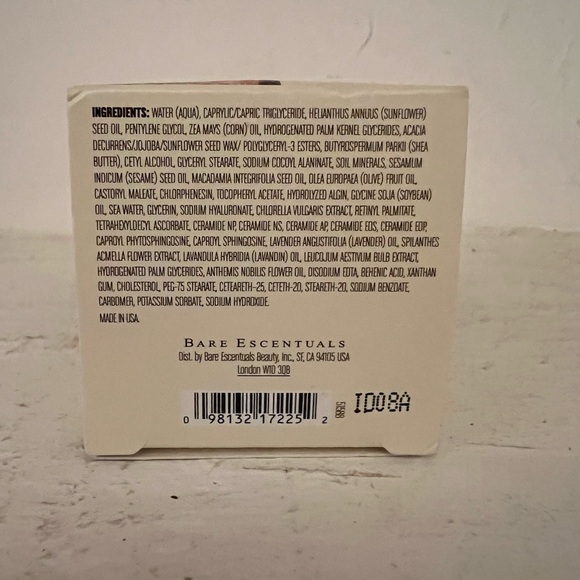 INGREDIENTS: WATER (AQUA), CAPRYLIC/CAPRIC TRIGLYCERIDE, HELIANTHUS ANNUUS (SUNFLOWER)
SEED OIL, PENTYLENE GLYCOL, ZEA MAYS (CORN) OIL, HYDROGENATED PALM KERNEL GLYCERIDES, ACACIA
DECURRENS/JOJOBA/SUNFLOWER SEED WAX/ POLYGLYCERYL-3 ESTERS, BUTYROSPERMUM PARKII (SHEA
BUTTER), CETYL ALCOHOL, GLYCERYL STEARATE, SODIUM COCOYL ALANINATE, SOIL MINERALS, SESAMUM
INDICUM (SESAME) SEED OIL, MACADAMIA INTEGRIFOLIA SEED OIL, OLEA EUROPAEA (OLIVE) FRUIT OIL,
CASTORYL MALEATE, CHLORPHENESIN, TOCOPHERYL ACETATE, HYDROLYZED ALGIN, GLYCINE SOJA (SOYBEAN)
OIL, SEA WATER, GLYCERIN, SODIUM HYALURONATE, CHLORELLA VULGARIS EXTRACT, RETINYL PALMITATE,
TETRAHEXYLDECYL ASCORBATE, CERAMIDE NP, CERAMIDE NS, CERAMIDE AP, CERAMIDE EOS, CERAMIDE EOP,
CAPROYL PHYTOSPHINGOSINE, CAPROYL SPHINGOSINE, LAVENDER ANGUSTIFOLIA (LAVENDER) OIL, SPILANTHES
ACMELLA FLOWER EXTRACT, LAVANDULA HYBRIDIA (LAVANDIN) OIL, LEUCOJUM AESTIVUM BULB EXTRACT,
HYDROGENATED PALM GLYCERIDES, ANTHEMIS NOBILIS FLOWER OIL, DISODIUM EDTA, BEHENIC ACID, XANTHAN
GUM, CHOLESTEROL, PEG-75 STEARATE, CETEARETH-25, CETETH-20, STEARETH-20, SODIUM BENZOATE,
CARBOMER, POTASSIUM SORBATE, SODIUM HYDROXIDE.
MADE IN USA.
BARE ESCENTUALS
Dist. by Bare Escentuals Beauty, Inc., SF, CA 94105 USA
London W1D 3QB
0 98132 17225 2
ID08A